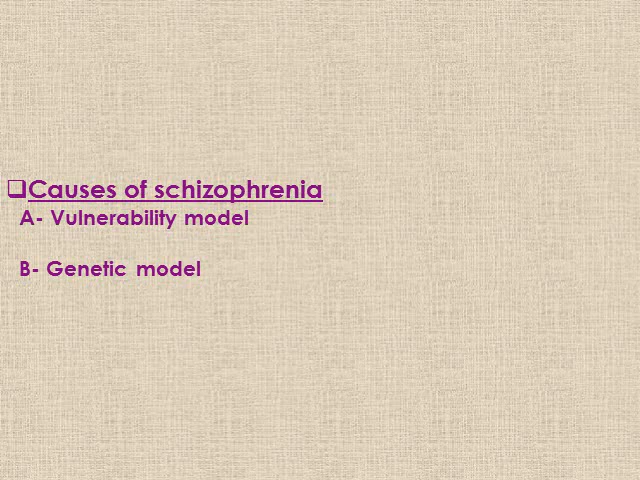 ❑Causes of schizophrenia
A- Vulnerability model
B- Genetic model